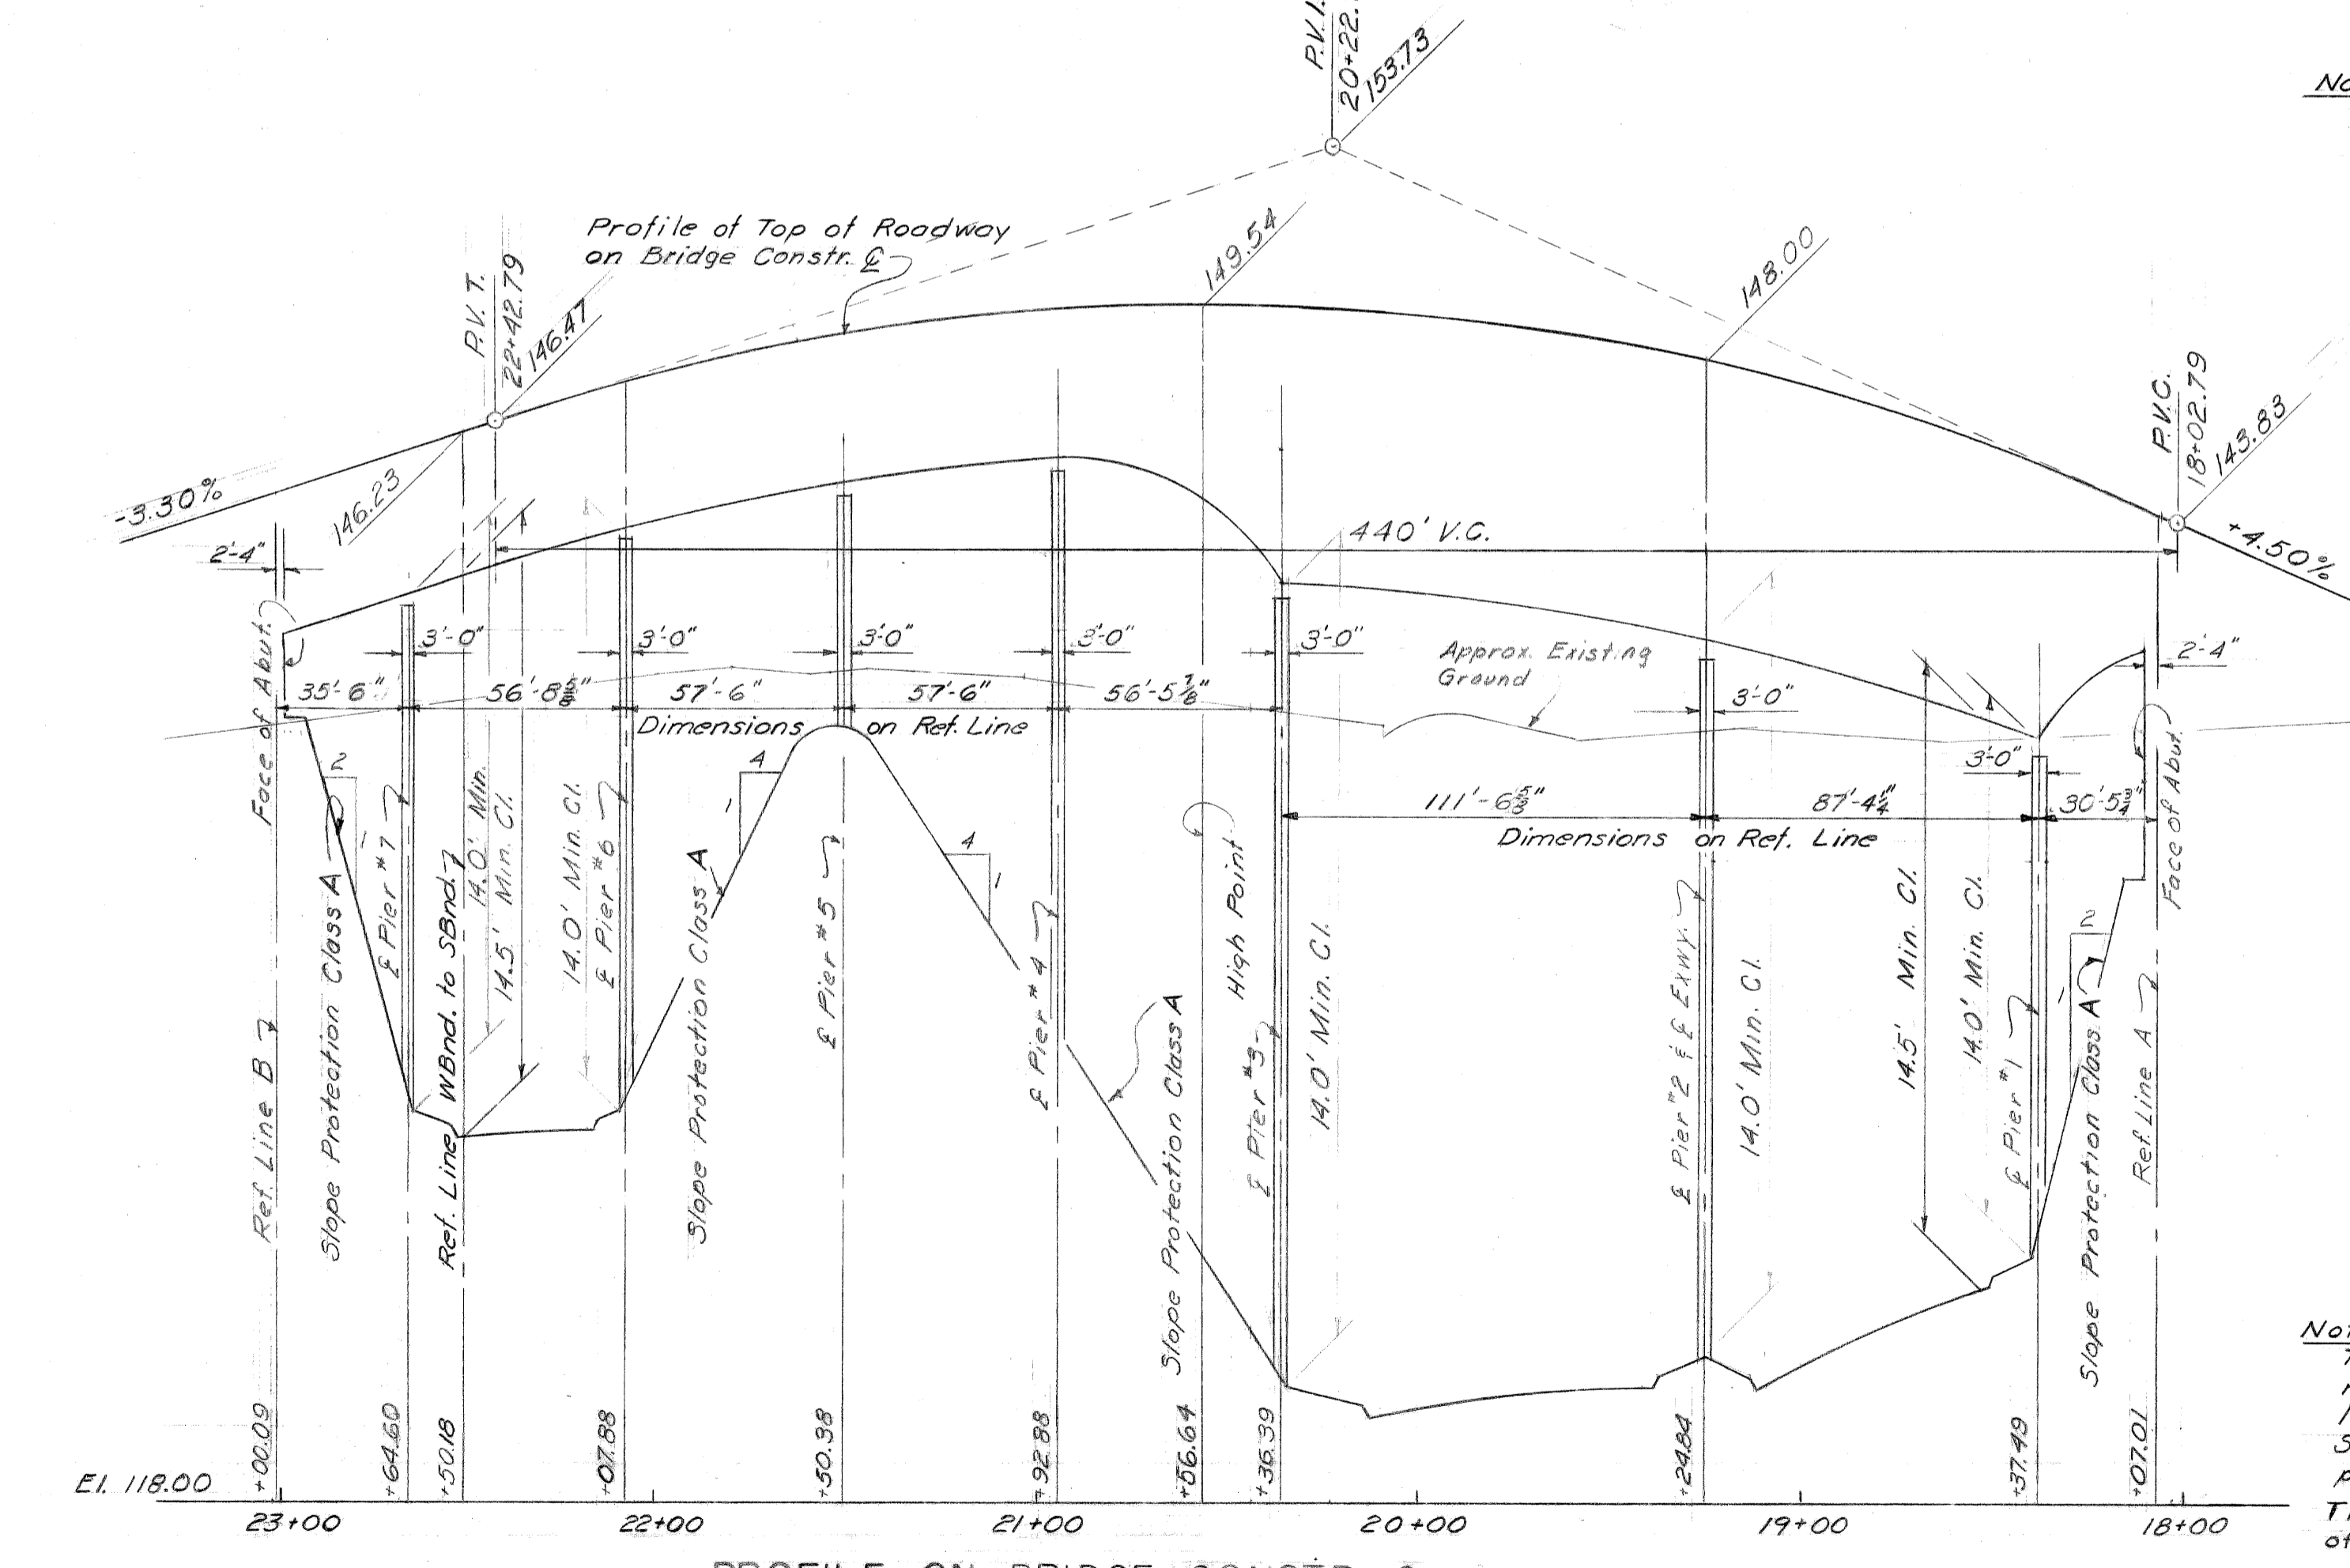 P.V.I.
20+22.
153.73
No
Profile of Top of Roadway
on Bridge Constr. ℄
149.54
148.00
P.V.T.
22+42.79
146.47
P.V.C.
18+02.79
143.83
-3.30%
146.23
440' V.C.
+4.50%
2'-4"
3'-0"
3'-0"
3'-0"
3'-0"
3'-0"
Approx. Existing
Ground
2'-4"
35'-6"
56'-8⅝"
57'-6"
57'-6"
56'-5⅞"
3'-0"
Dimensions on Ref. Line
3'-0"
111'-6⅝"
87'-4¼"
30'-5¾"
Dimensions on Ref. Line
2
1
4
1
4
1
2
1
Face of Abut.
Ref. Line B
Slope Protection Class A
℄ Pier #7
Ref. Line WBnd. to SBnd.
14.0' Min.
14.5' Min. Cl.
14.0' Min. Cl.
℄ Pier #6
Slope Protection Class A
℄ Pier #5
℄ Pier #4
Slope Protection Class A
High Point
℄ Pier #3
14.0' Min. Cl.
℄ Pier #2 & ℄ Exwy.
14.0' Min. Cl.
14.5' Min. Cl.
14.0' Min. Cl.
℄ Pier #1
Slope Protection Class A
Ref. Line A
Face of Abut.
Not
+00.09
+64.60
+50.18
+07.88
+50.38
+92.88
+56.64
+36.39
+24.84
+37.49
+07.01
El. 118.00
23+00
22+00
21+00
20+00
19+00
18+00
PROFILE ON BRIDGE CONSTR.